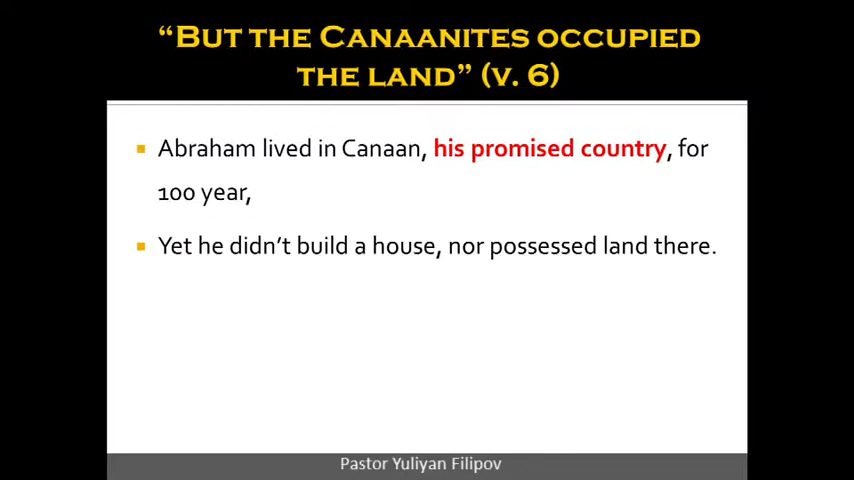 “But the Canaanites occupied
the land” (v. 6)
Abraham lived in Canaan, his promised country, for
100 year,
Yet he didn’t build a house, nor possessed land there.
Pastor Yuliyan Filipov